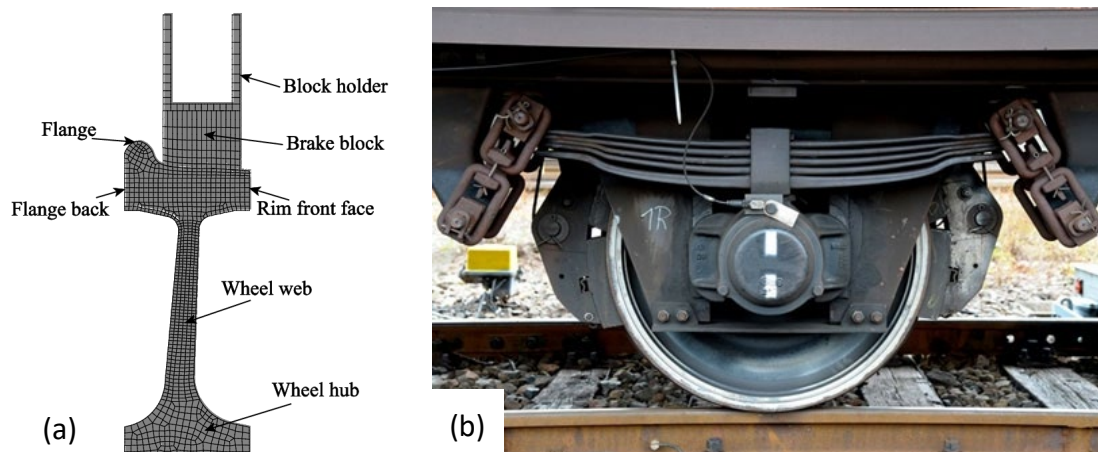 Block holder
Flange
Brake block
Flange back
Rim front face
Wheel web
Wheel hub
(a)
1R
(b)